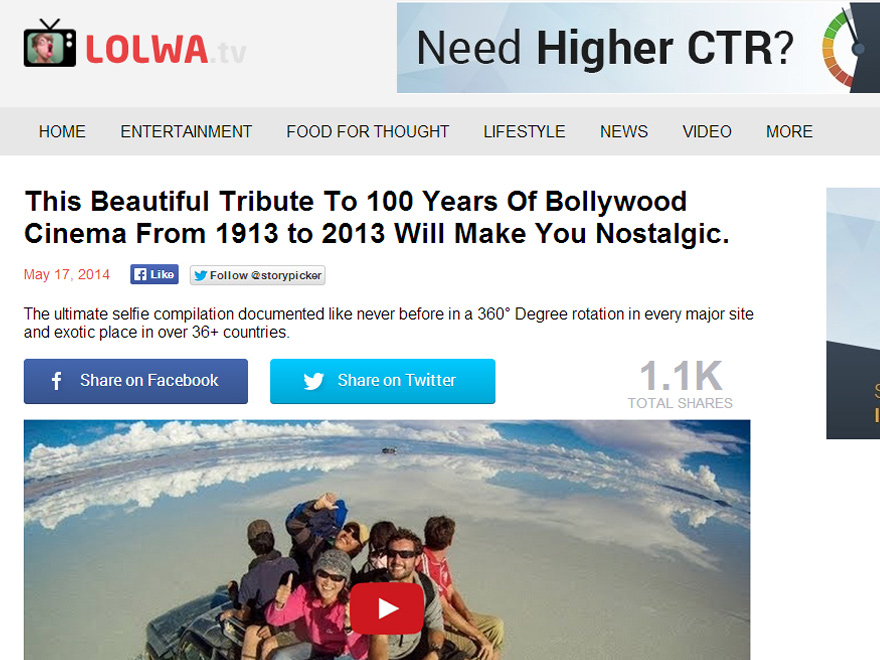 LOLWA.tv
Need Higher CTR?
HOME ENTERTAINMENT FOOD FOR THOUGHT LIFESTYLE NEWS VIDEO MORE
This Beautiful Tribute To 100 Years Of Bollywood
Cinema From 1913 to 2013 Will Make You Nostalgic.
May 17, 2014 Like Follow @storypicker
The ultimate selfie compilation documented like never before in a 360° Degree rotation in every major site
and exotic place in over 36+ countries.
Share on Facebook Share on Twitter
1.1K
TOTAL SHARES